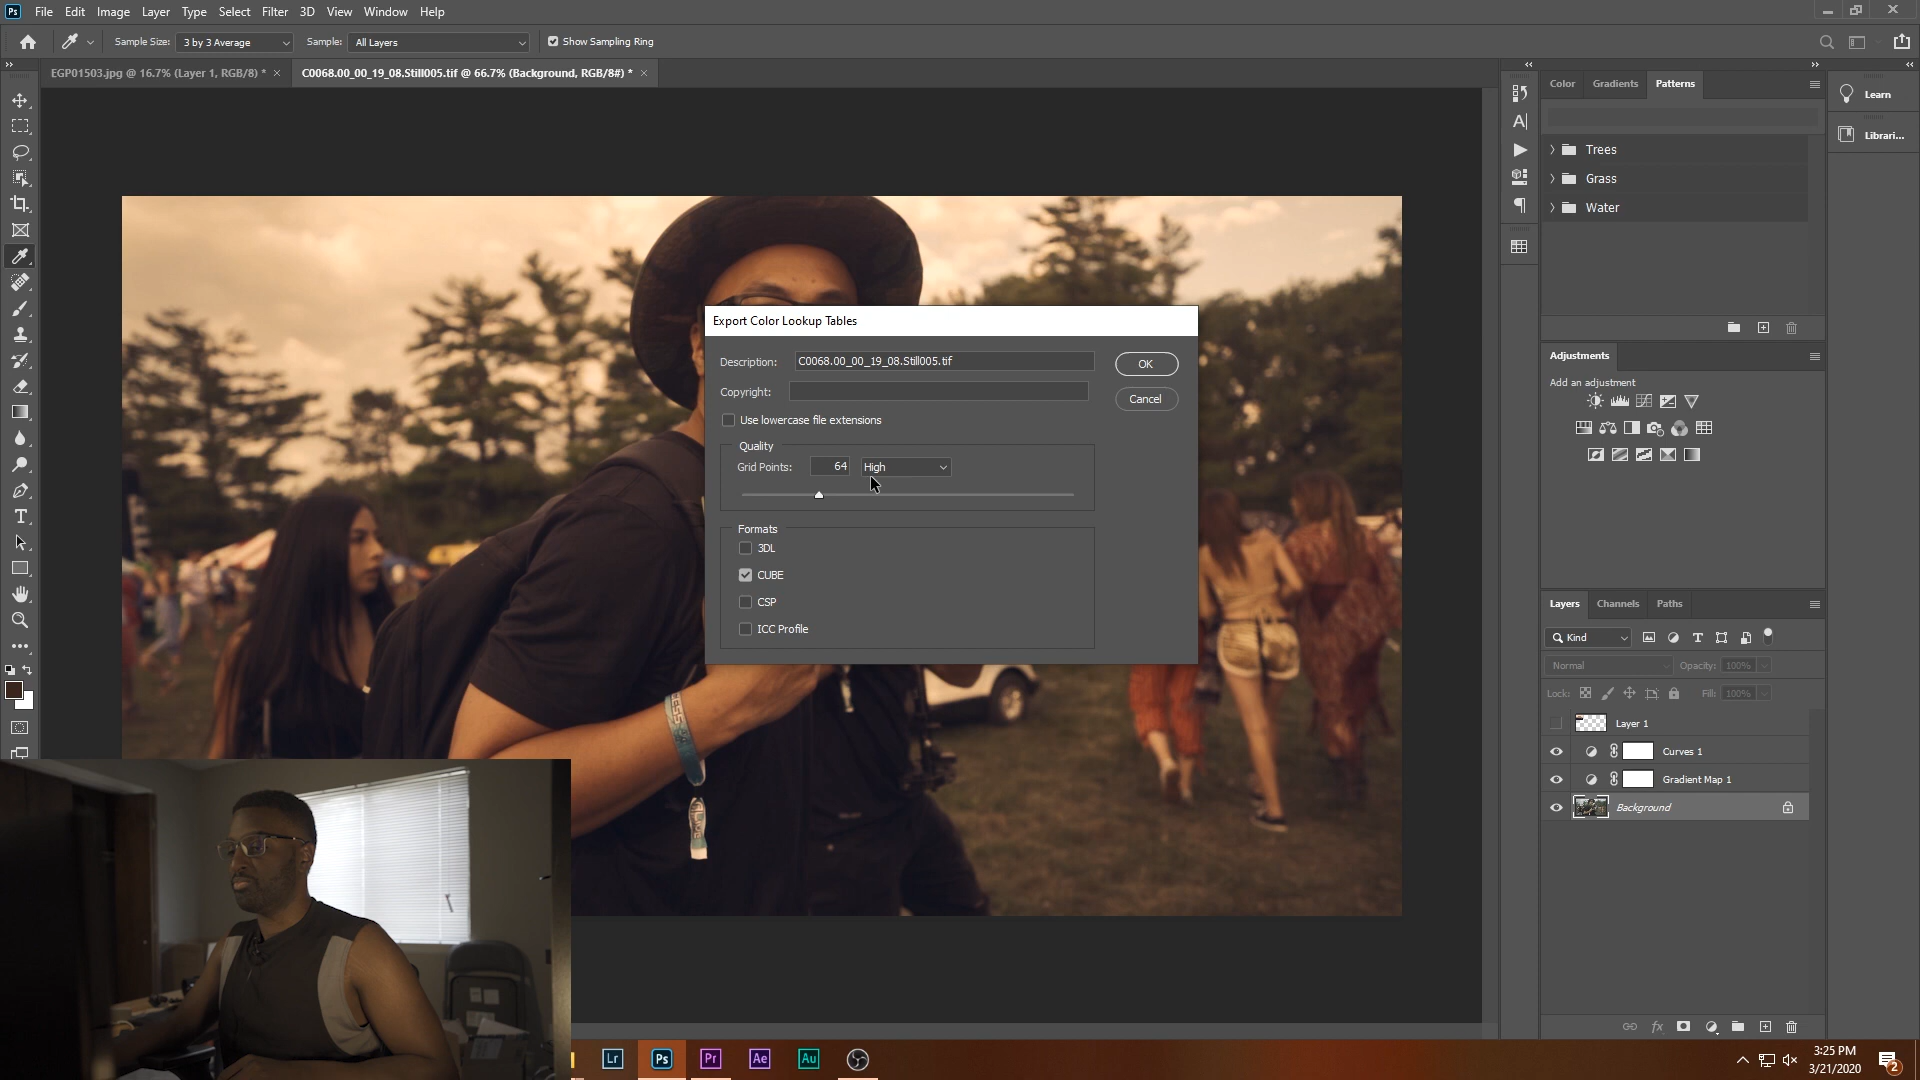 Ps File Edit Image Layer Type Select Filter 3D View Window Help
Sample Size: 3 by 3 Average Sample: All Layers Show Sampling Ring
EGP01503.jpg @ 16.7% (Layer 1, RGB/8) * × C0068.00_00_19_08.Still005.tif @ 66.7% (Background, RGB/8#) * ×
Color Gradients Patterns
Learn
Librari...
Trees
Grass
Water
Export Color Lookup Tables
Description: C0068.00_00_19_08.Still005.tif
OK
Copyright:
Cancel
Use lowercase file extensions
Quality
Grid Points: 64 High
Formats
3DL
CUBE
CSP
ICC Profile
Adjustments
Add an adjustment
Layers Channels Paths
Kind
Normal Opacity: 100%
Lock: Fill: 100%
Layer 1
Curves 1
Gradient Map 1
Background
fx
Lr Ps Pr Ae Au
3:25 PM
3/21/2020
2